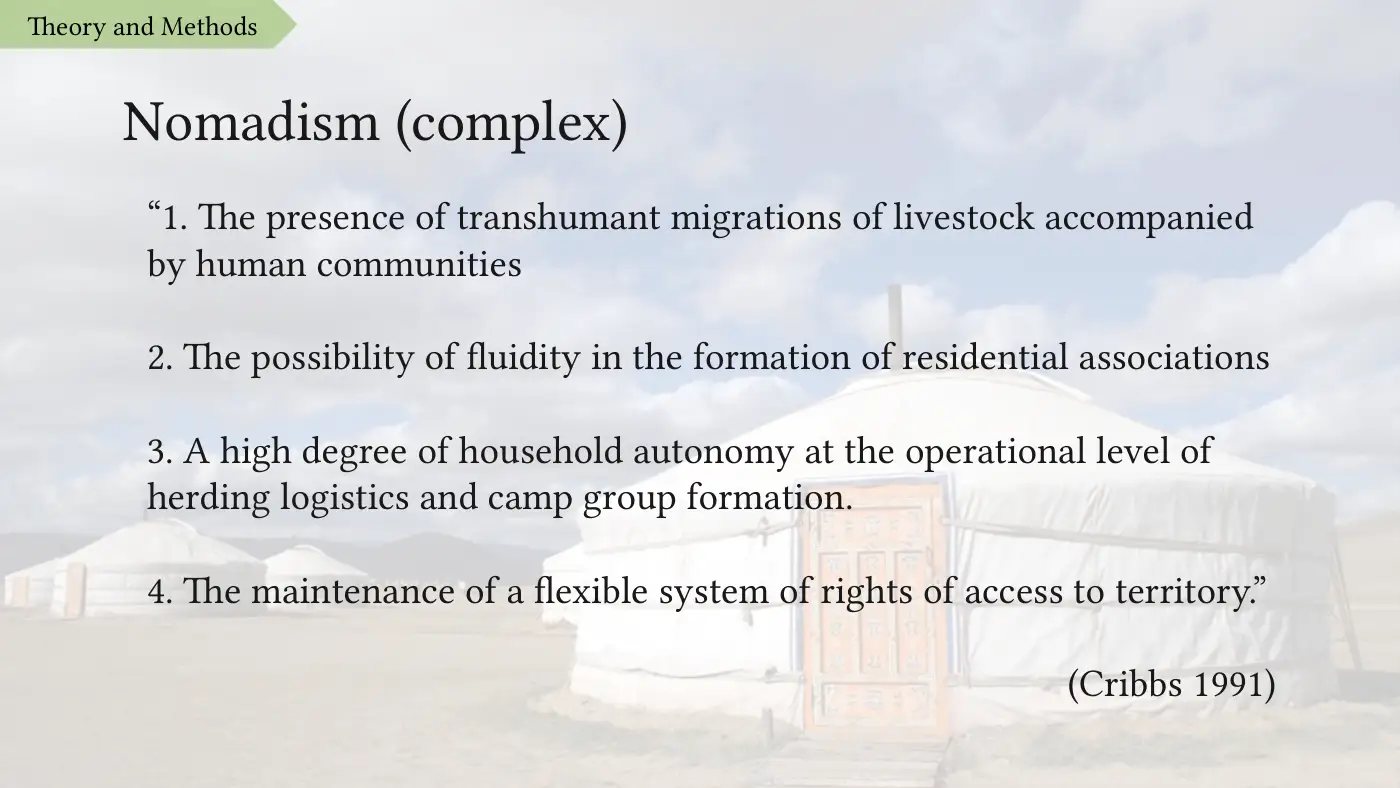 Theory and Methods
Nomadism (complex)
“1. The presence of transhumant migrations of livestock accompanied
by human communities
2. The possibility of fluidity in the formation of residential associations
3. A high degree of household autonomy at the operational level of
herding logistics and camp group formation.
4. The maintenance of a flexible system of rights of access to territory.”
(Cribbs 1991)